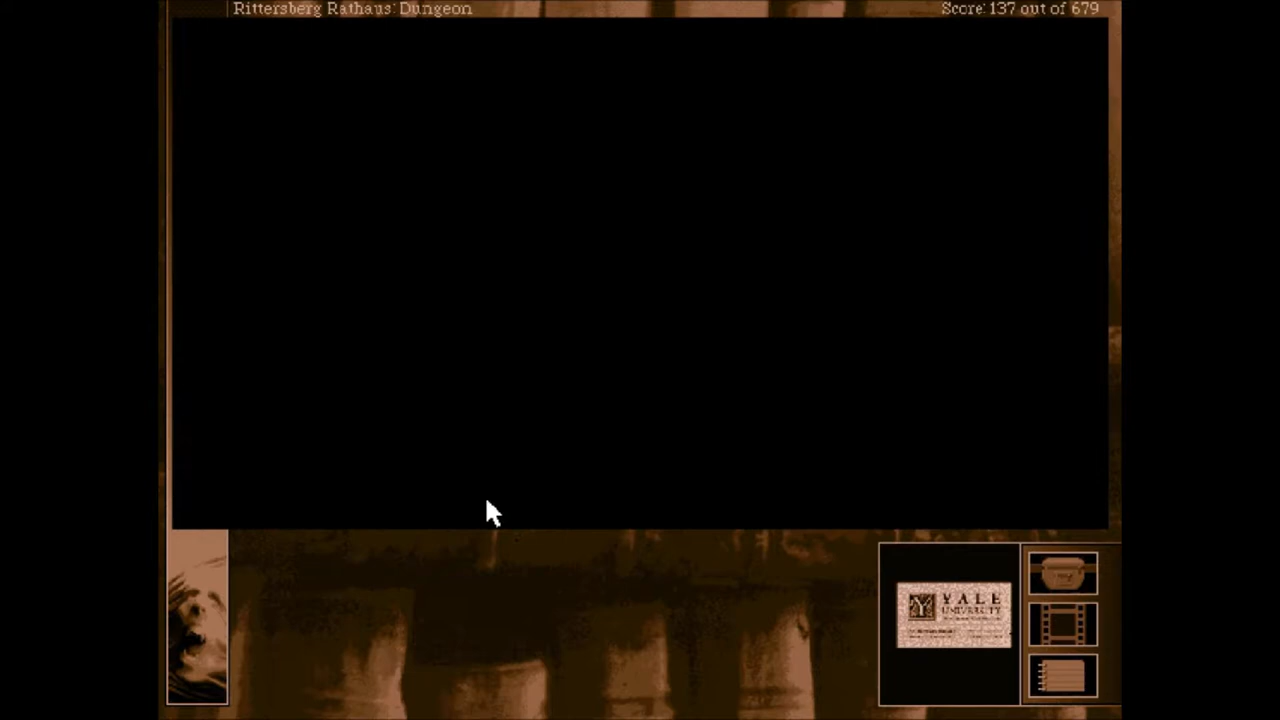 Rittersberg Rathaus: Dungeon
Score: 137 out of 679
Y YALE
UNIVERSITY